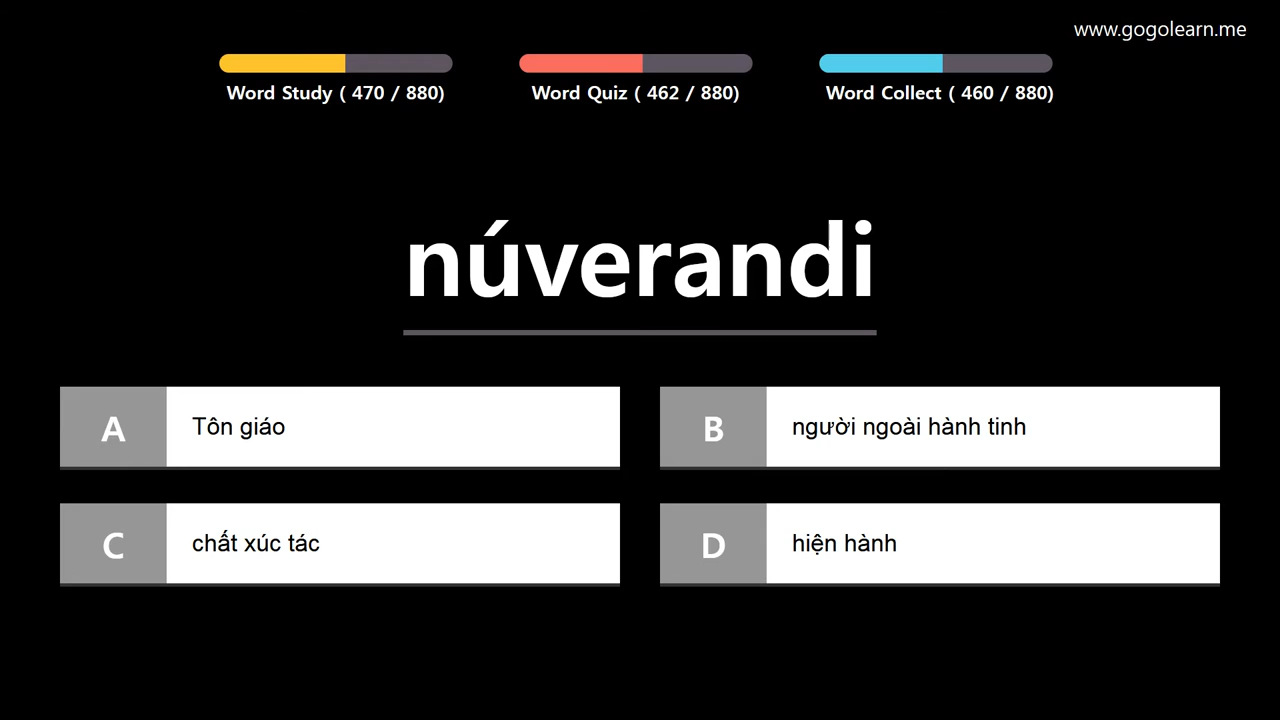 www.gogolearn.me
Word Study ( 470 / 880)
Word Quiz ( 462 / 880)
Word Collect ( 460 / 880)
núverandi
A Tôn giáo
B người ngoài hành tinh
C chất xúc tác
D hiện hành